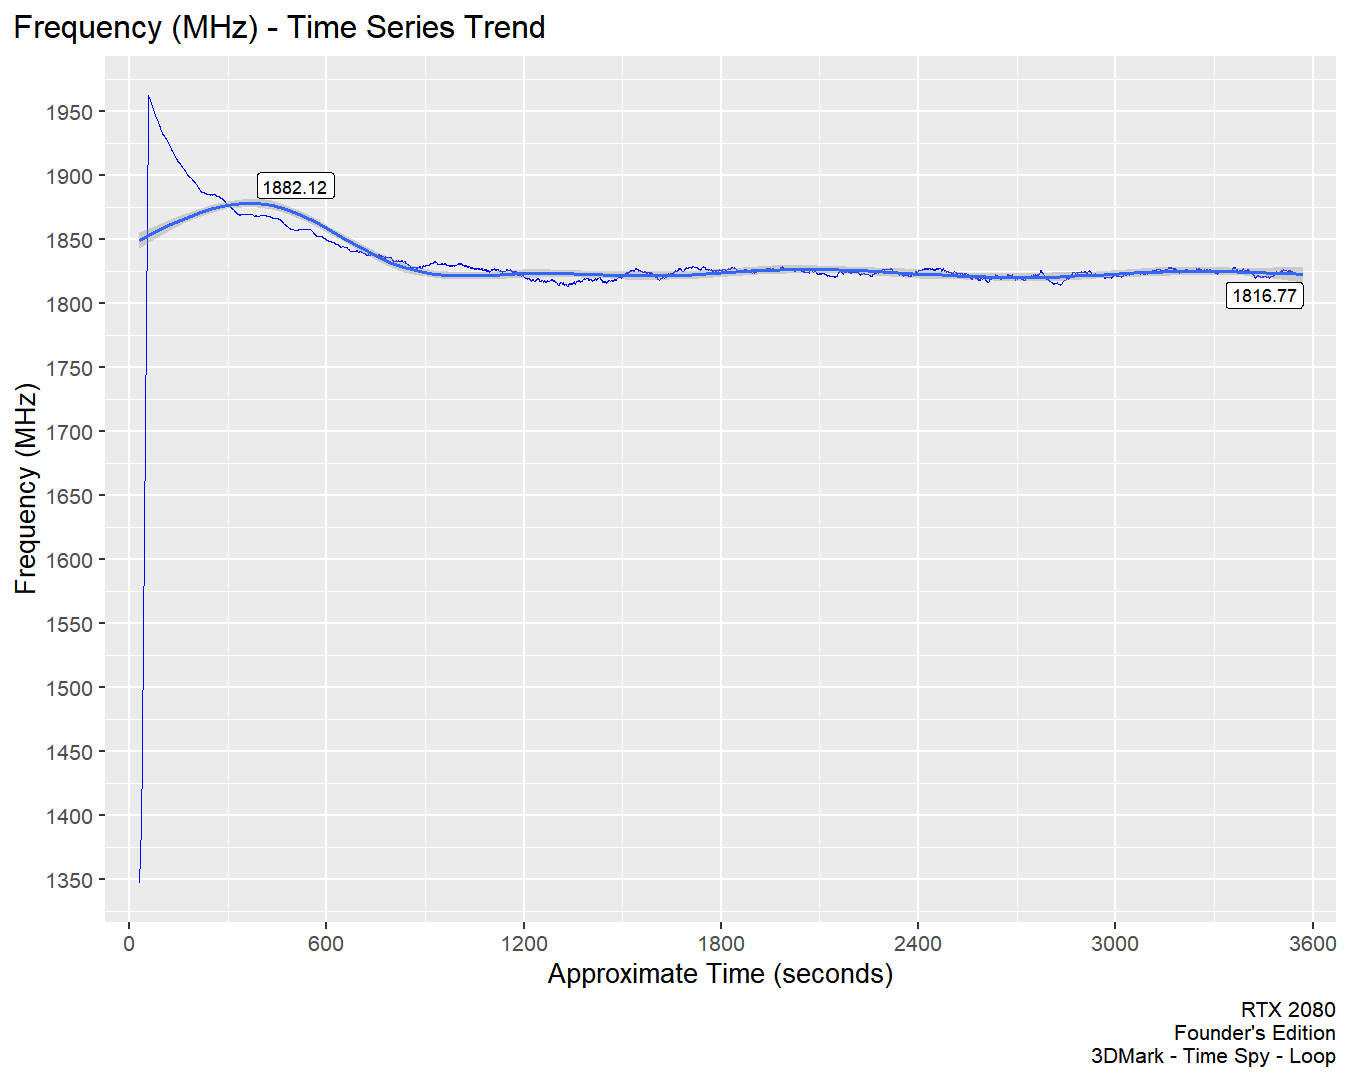 Frequency (MHz) - Time Series Trend
Frequency (MHz)
1950
1900
1850
1800
1750
1700
1650
1600
1550
1500
1450
1400
1350
1882.12
1816.77
0 600 1200 1800 2400 3000 3600
Approximate Time (seconds)
RTX 2080
Founder's Edition
3DMark - Time Spy - Loop